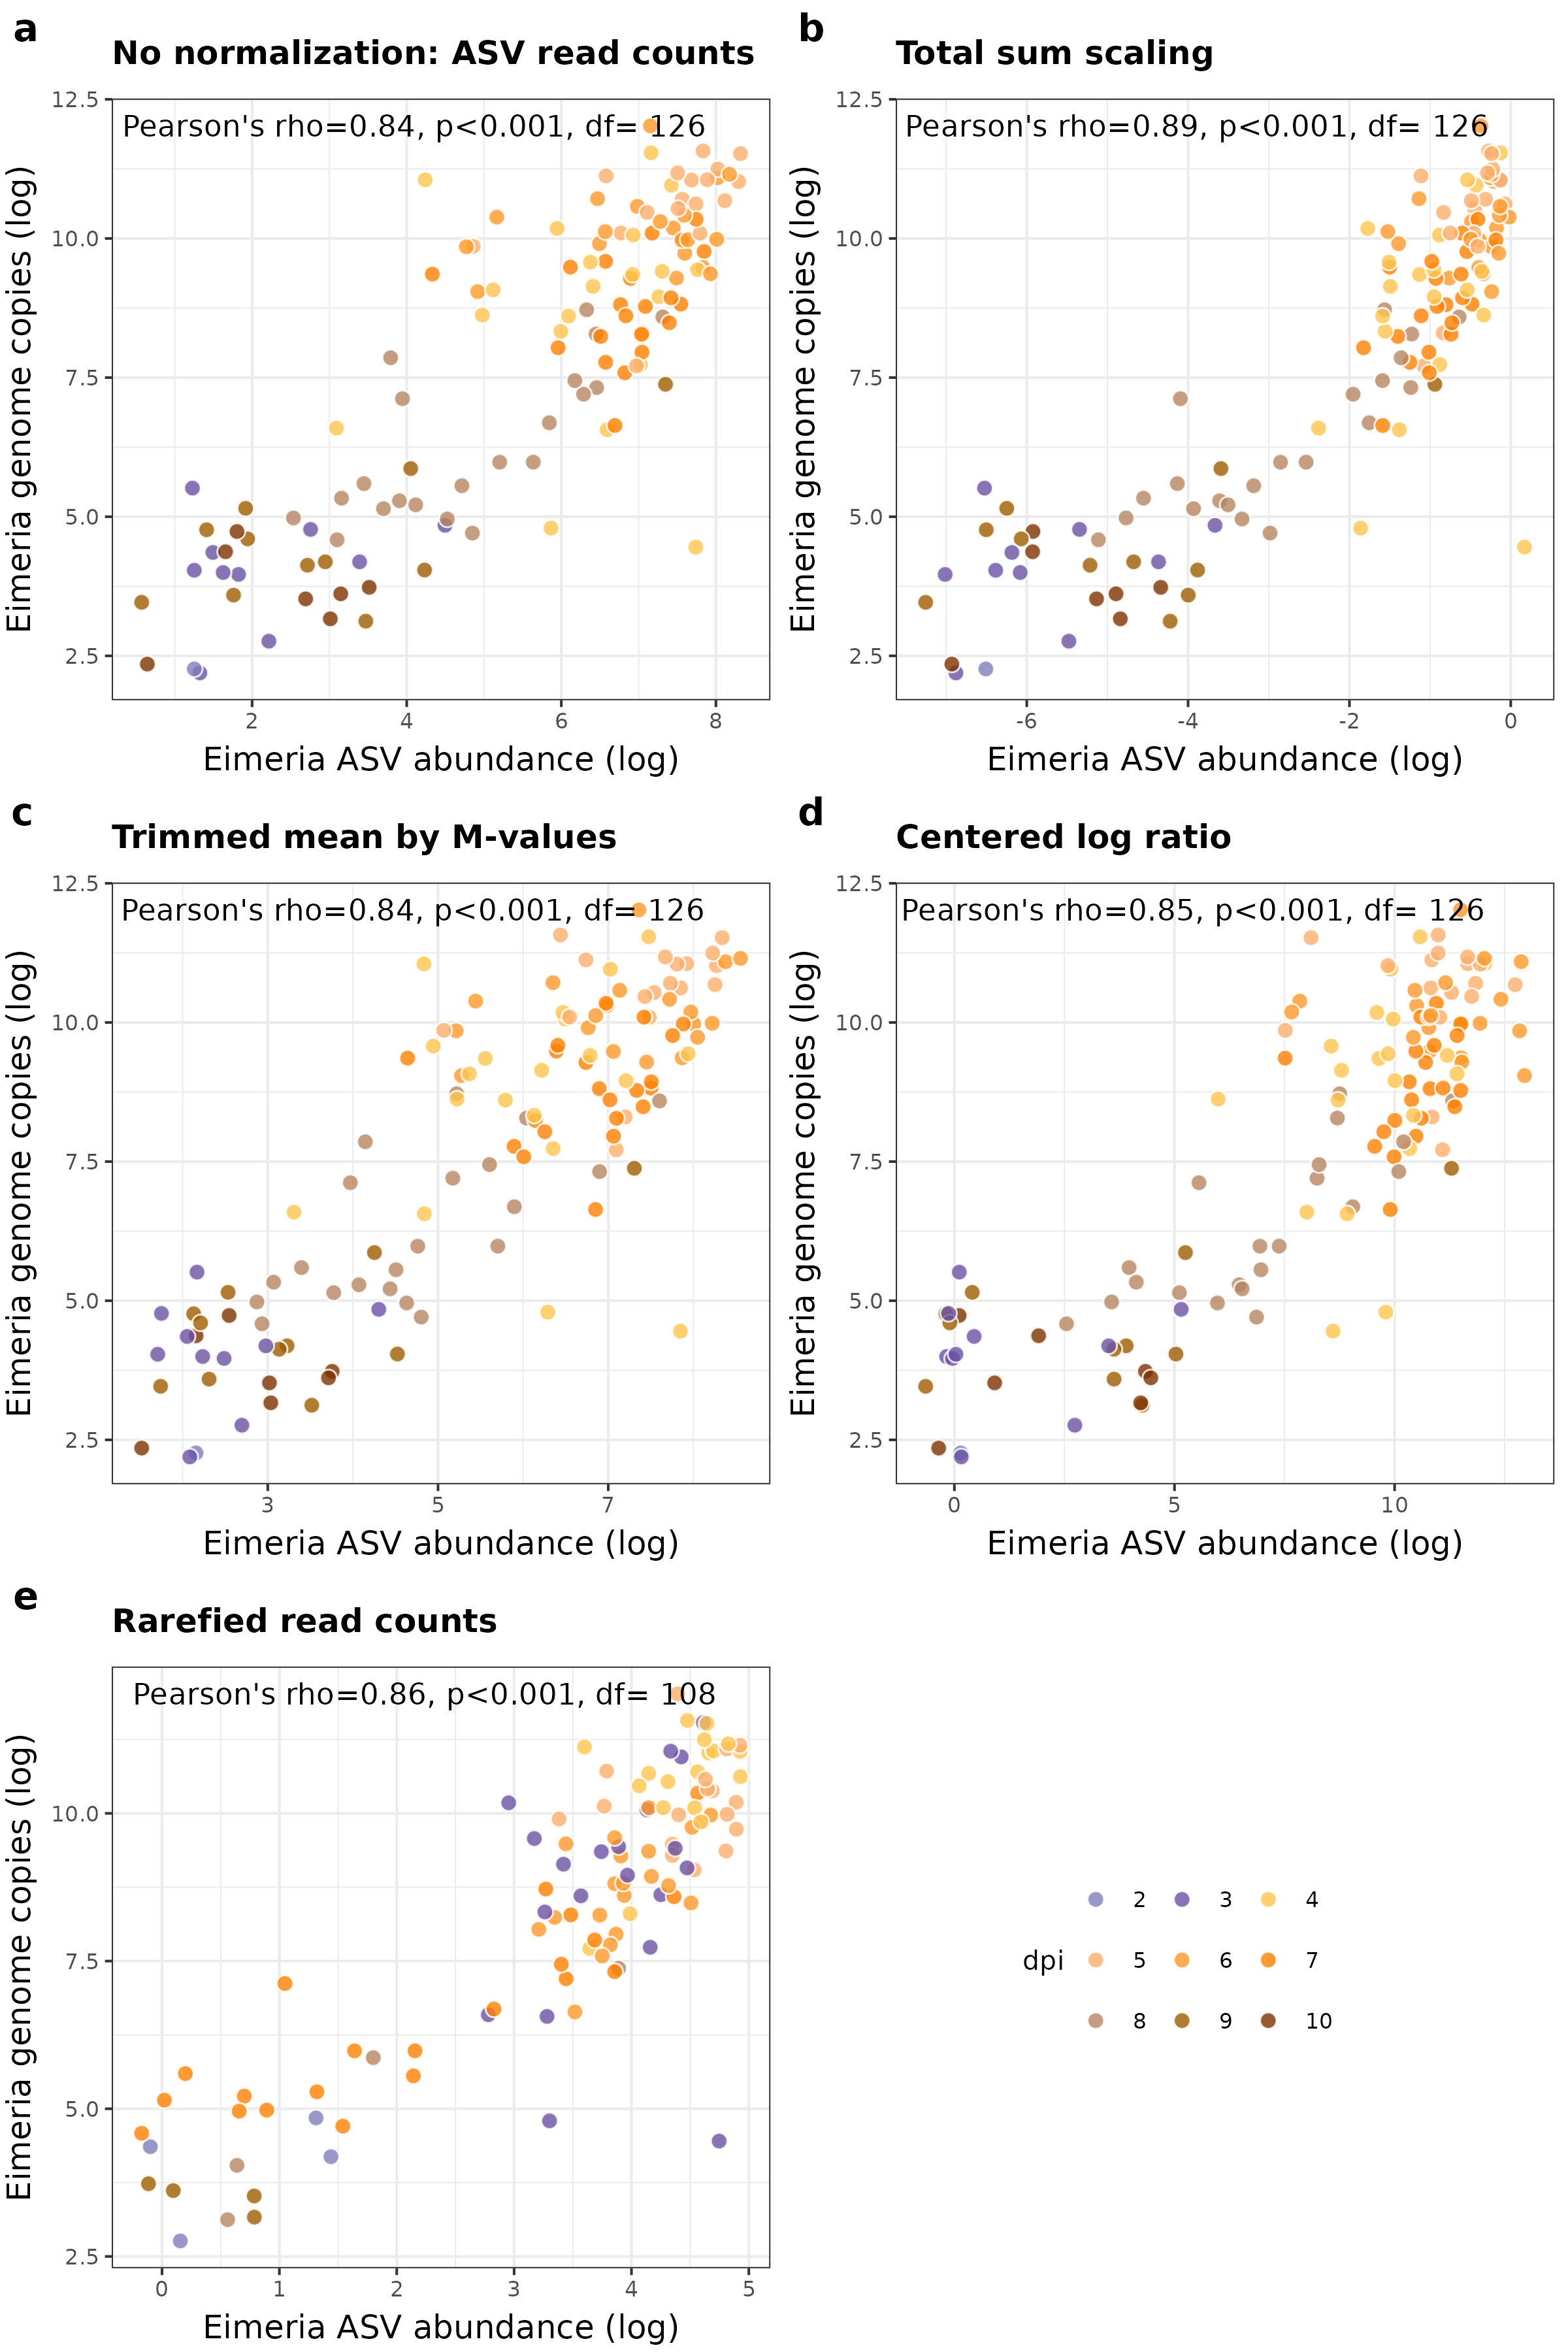 a
No normalization: ASV read counts
Pearson's rho=0.84, p<0.001, df= 126
12.5
10.0
7.5
5.0
2.5
2 4 6 8
Eimeria genome copies (log)
Eimeria ASV abundance (log)
b
Total sum scaling
Pearson's rho=0.89, p<0.001, df= 126
12.5
10.0
7.5
5.0
2.5
-6 -4 -2 0
Eimeria genome copies (log)
Eimeria ASV abundance (log)
c
Trimmed mean by M-values
Pearson's rho=0.84, p<0.001, df= 126
12.5
10.0
7.5
5.0
2.5
3 5 7
Eimeria genome copies (log)
Eimeria ASV abundance (log)
d
Centered log ratio
Pearson's rho=0.85, p<0.001, df= 126
12.5
10.0
7.5
5.0
2.5
0 5 10
Eimeria genome copies (log)
Eimeria ASV abundance (log)
e
Rarefied read counts
Pearson's rho=0.86, p<0.001, df= 108
10.0
7.5
5.0
2.5
0 1 2 3 4 5
Eimeria genome copies (log)
Eimeria ASV abundance (log)
dpi
2 3 4
5 6 7
8 9 10